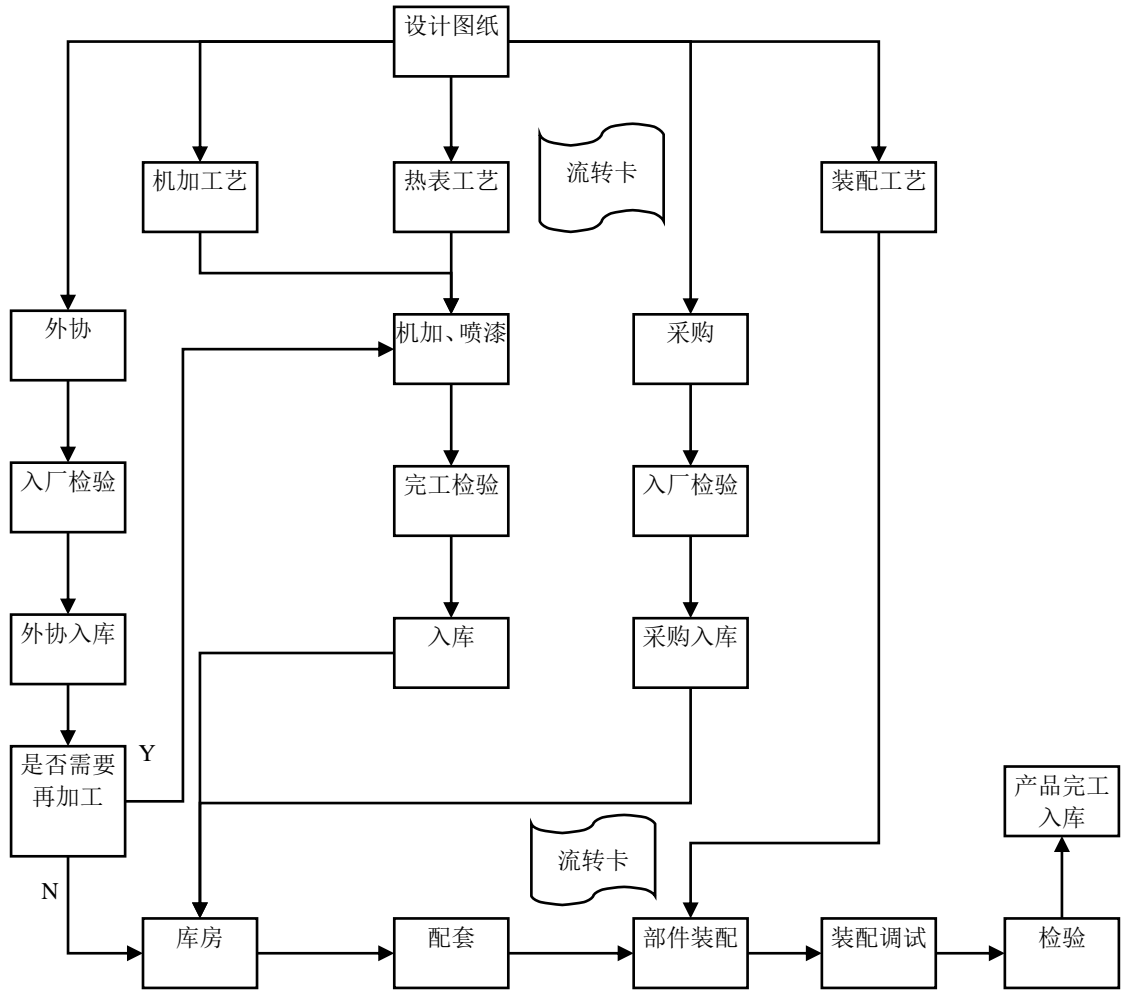 设计图纸
机加工艺
热表工艺
流转卡
装配工艺
外协
机加、喷漆
采购
入厂检验
完工检验
入厂检验
外协入库
入库
采购入库
是否需要
再加工
Y
N
产品完工
入库
流转卡
库房
配套
部件装配
装配调试
检验